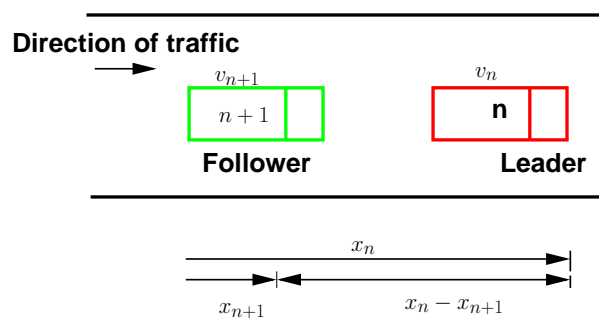 Direction of traffic
v_{n+1} v_n
n + 1 n
Follower Leader
x_n
x_{n+1} x_n − x_{n+1}